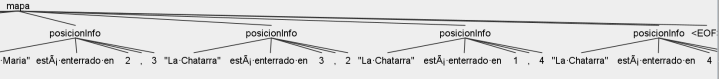 mapa
posicionInfo posicionInfo posicionInfo posicionInfo <EOF
·Maria" estÃ¡·enterrado·en 2 , 3 "La Chatarra" estÃ¡·enterrado·en 3 , 2 "La Chatarra" estÃ¡·enterrado·en 1 , 4 "La Chatarra" estÃ¡·enterrado·en 4